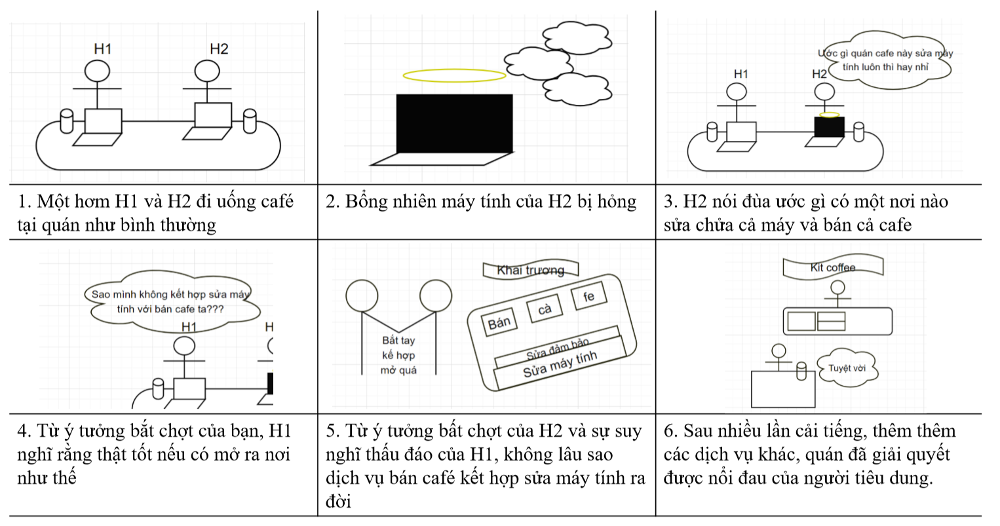 H1
H2
1. Một hơm H1 và H2 đi uống café
tại quán như bình thường
2. Bổng nhiên máy tính của H2 bị hỏng
Ước gì quán cafe này sửa máy
tính luôn thì hay nhỉ
H1
H2
3. H2 nói đùa ước gì có một nơi nào
sửa chửa cả máy và bán cả cafe
Sao mình không kết hợp sửa máy
tính với bán cafe ta???
H1
H
4. Từ ý tưởng bắt chợt của bạn, H1
nghĩ rằng thật tốt nếu có mở ra nơi
như thế
Khai trương
Bán
cà
fe
Sửa đảm bảo
Sửa máy tính
Bắt tay
kế hợp
mở quá
5. Từ ý tưởng bất chợt của H2 và sự suy
nghĩ thấu đáo của H1, không lâu sao
dịch vụ bán café kết hợp sửa máy tính ra
đời
Kit coffee
Tuyệt vời
6. Sau nhiều lần cải tiếng, thêm thêm
các dịch vụ khác, quán đã giải quyết
được nổi đau của người tiêu dung.